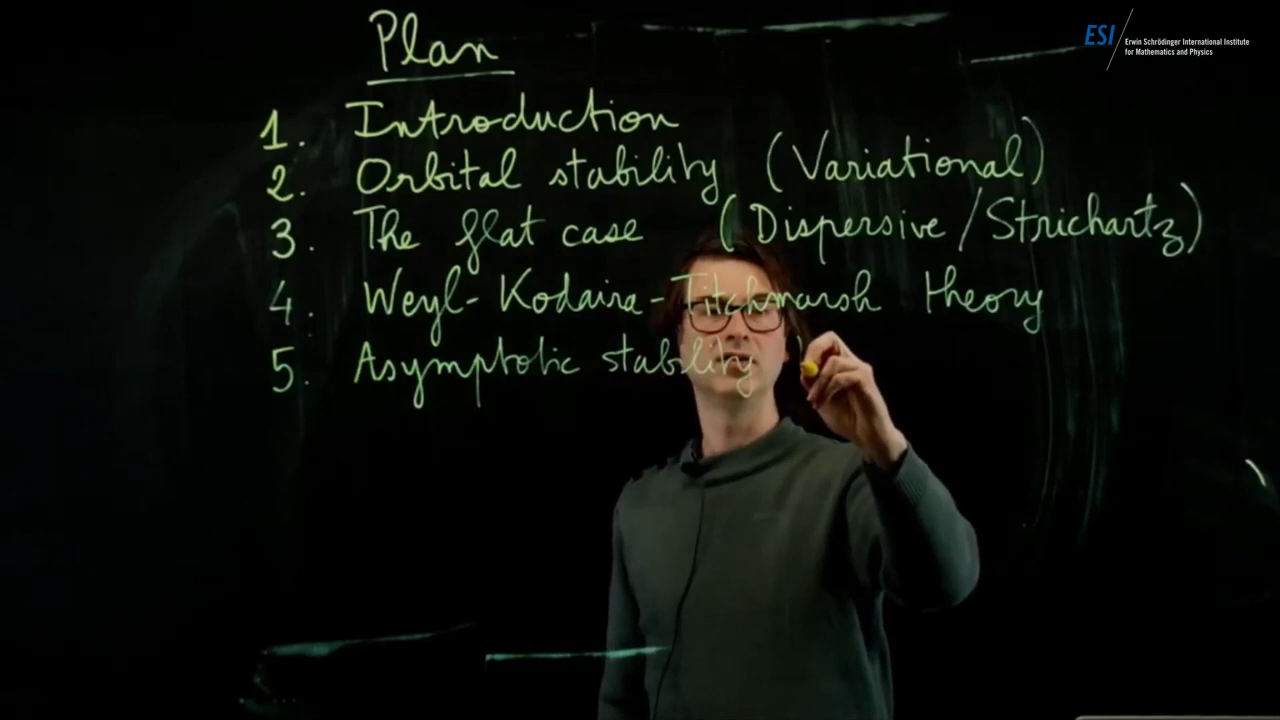 Plan
1. Introduction
2. Orbital stability (Variational)
3. The flat case (Dispersive/Strichartz)
4. Weyl-Kodaira-Titchmarsh theory
5. Asymptotic stability
ESI Erwin Schrödinger International Institute
for Mathematics and Physics